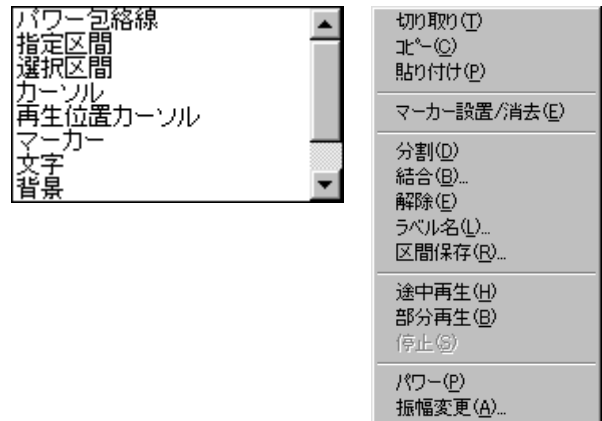 パワー包絡線
指定区間
選択区間
カーソル
再生位置カーソル
マーカー
文字
背景
切り取り(T)
コピー(C)
貼り付け(P)
マーカー設置/消去(E)
分割(D)
結合(B)...
解除(E)
ラベル名(L)...
区間保存(R)...
途中再生(H)
部分再生(B)
停止(S)
パワー(P)
振幅変更(A)...